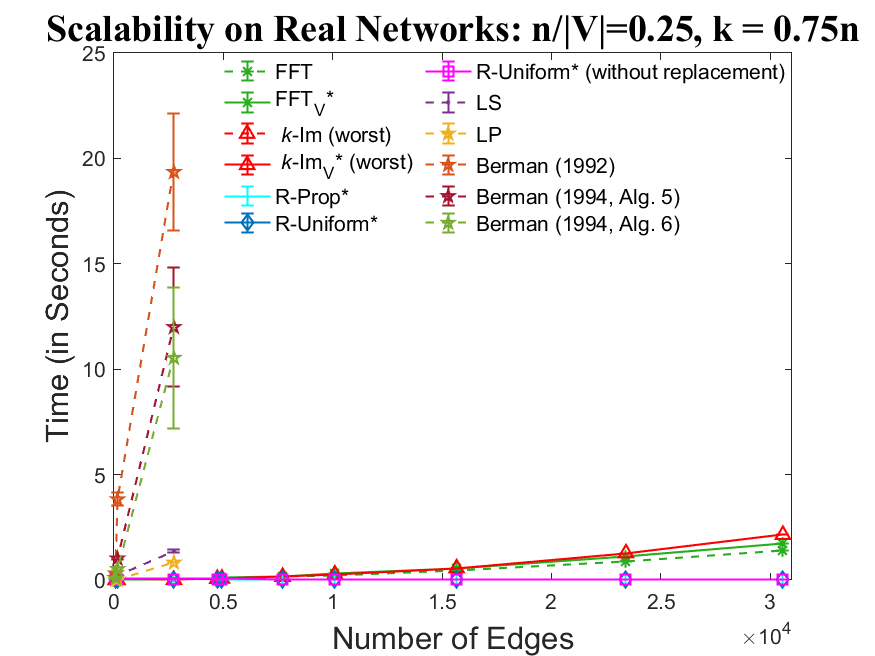 Scalability on Real Networks: n/|V|=0.25, k = 0.75n
25
20
15
10
5
0
Time (in Seconds)
FFT
FFT_V*
k-Im (worst)
k-Im_V* (worst)
R-Prop*
R-Uniform*
R-Uniform* (without replacement)
LS
LP
Berman (1992)
Berman (1994, Alg. 5)
Berman (1994, Alg. 6)
0 0.5 1 1.5 2 2.5 3
×10^4
Number of Edges